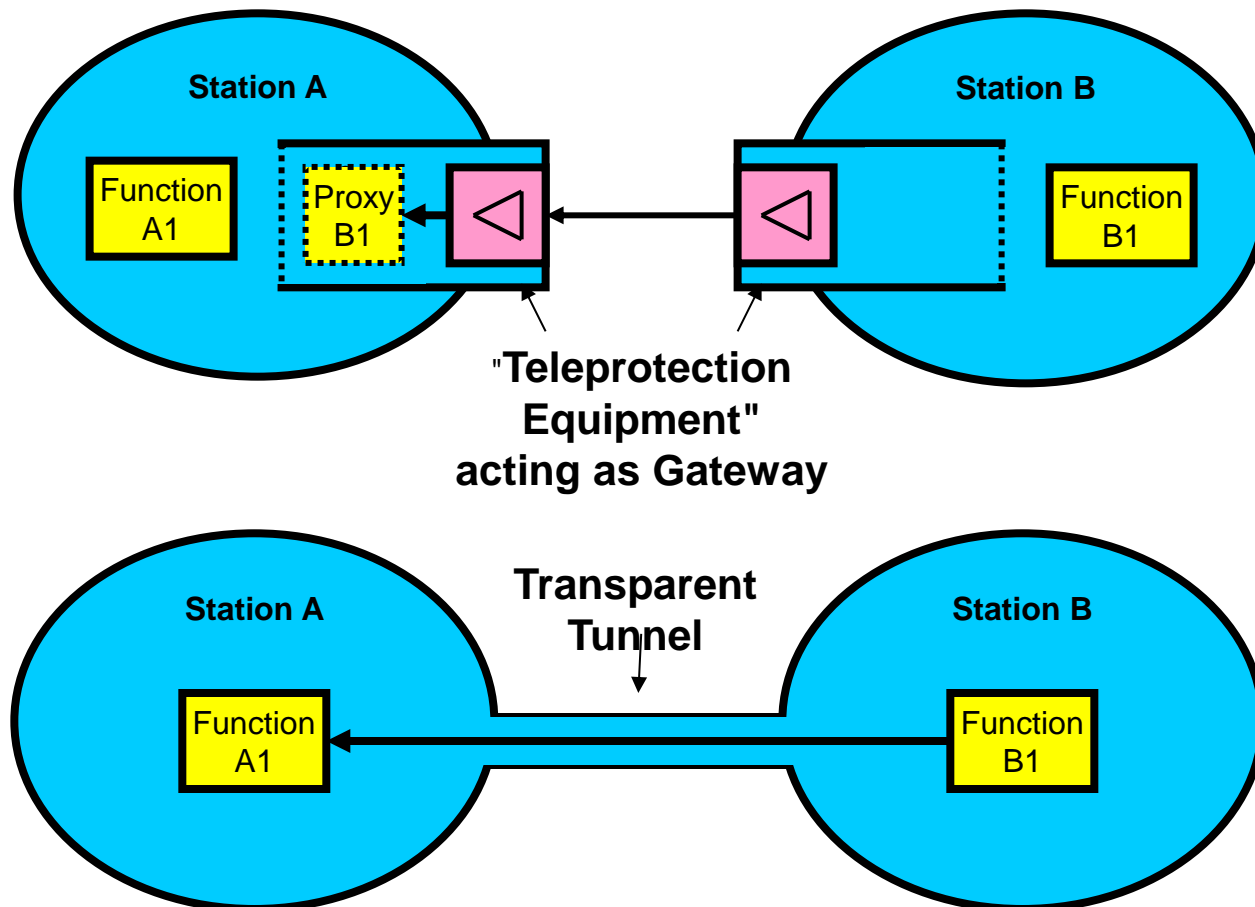 Station A
Station B
Function
A1
Proxy
B1
Function
B1
"Teleprotection
Equipment"
acting as Gateway
Transparent
Tunnel
Station A
Station B
Function
A1
Function
B1